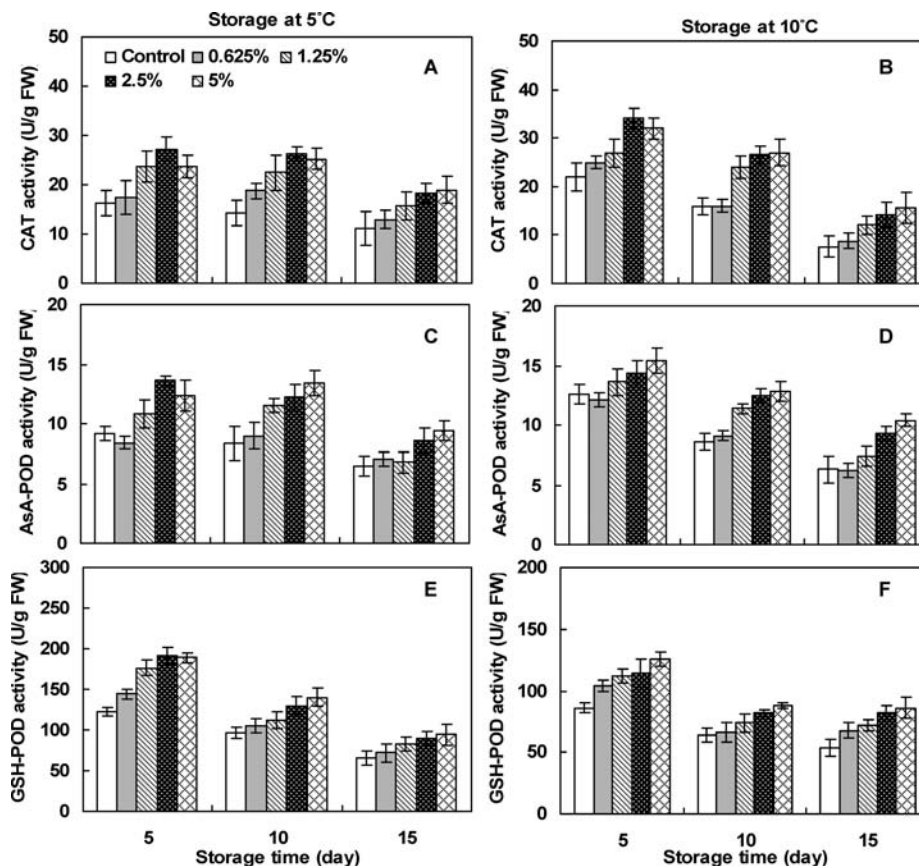 Storage at 5°C
50
40
30
20
10
0
CAT activity (U/g FW)
Control 0.625% 1.25%
2.5% 5%
A
Storage at 10°C
50
40
30
20
10
0
CAT activity (U/g FW)
B
20
15
10
5
0
AsA-POD activity (U/g FW)
C
20
15
10
5
0
AsA-POD activity (U/g FW)
D
300
250
200
150
100
50
0
GSH-POD activity (U/g FW)
E
5 10 15
Storage time (day)
200
150
100
50
0
GSH-POD activity (U/g FW)
F
5 10 15
Storage time (day)